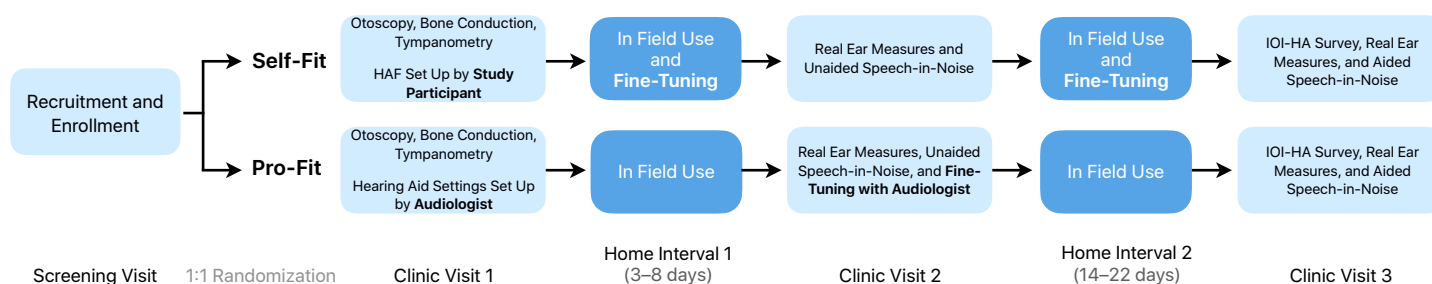 Recruitment and
Enrollment
Self-Fit
Otoscopy, Bone Conduction,
Tympanometry
HAF Set Up by Study
Participant
In Field Use
and
Fine-Tuning
Real Ear Measures and
Unaided Speech-in-Noise
In Field Use
and
Fine-Tuning
IOI-HA Survey, Real Ear
Measures, and Aided
Speech-in-Noise
Pro-Fit
Otoscopy, Bone Conduction,
Tympanometry
Hearing Aid Settings Set Up
by Audiologist
In Field Use
Real Ear Measures, Unaided
Speech-in-Noise, and Fine-
Tuning with Audiologist
In Field Use
IOI-HA Survey, Real Ear
Measures, and Aided
Speech-in-Noise
Screening Visit
1:1 Randomization
Clinic Visit 1
Home Interval 1
(3–8 days)
Clinic Visit 2
Home Interval 2
(14–22 days)
Clinic Visit 3